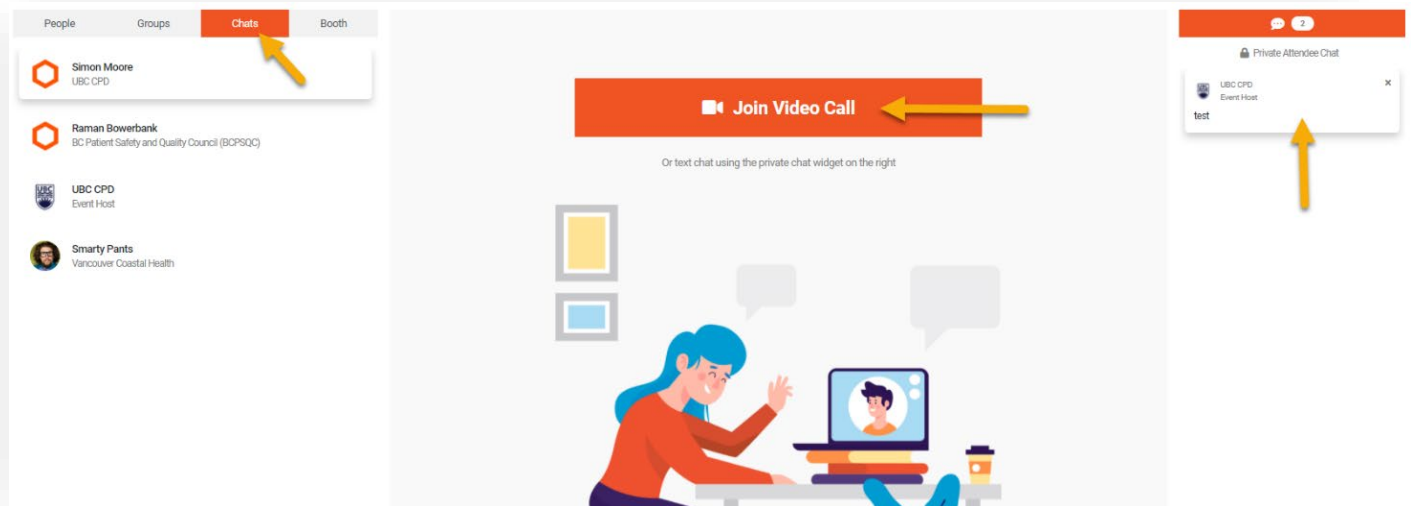 People
Groups
Chats
Booth
Simon Moore
UBC CPD
Raman Bowerbank
BC Patient Safety and Quality Council (BCPSQC)
UBC CPD
Event Host
Smarty Pants
Vancouver Coastal Health
Join Video Call
Or text chat using the private chat widget on the right
2
Private Attendee Chat
UBC CPD
Event Host
test